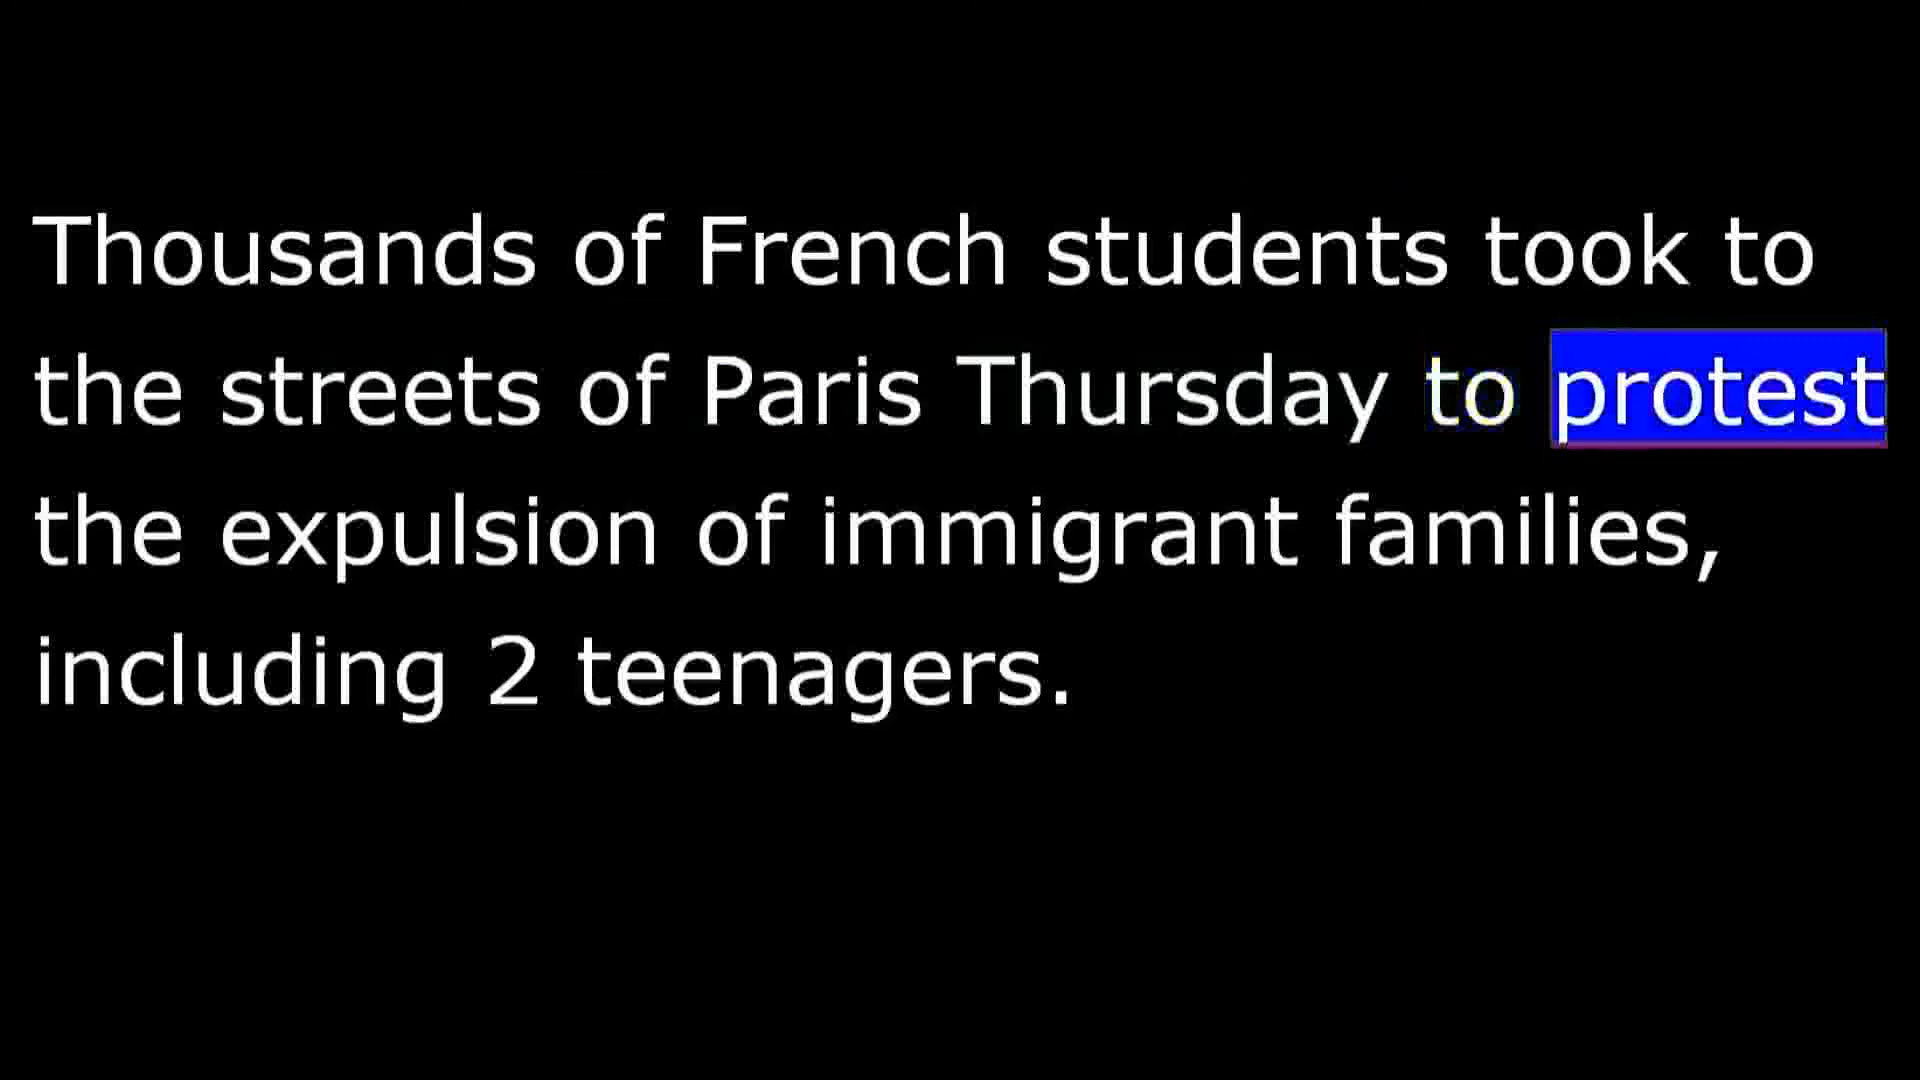 Thousands of French students took to
the streets of Paris Thursday to protest
the expulsion of immigrant families,
including 2 teenagers.